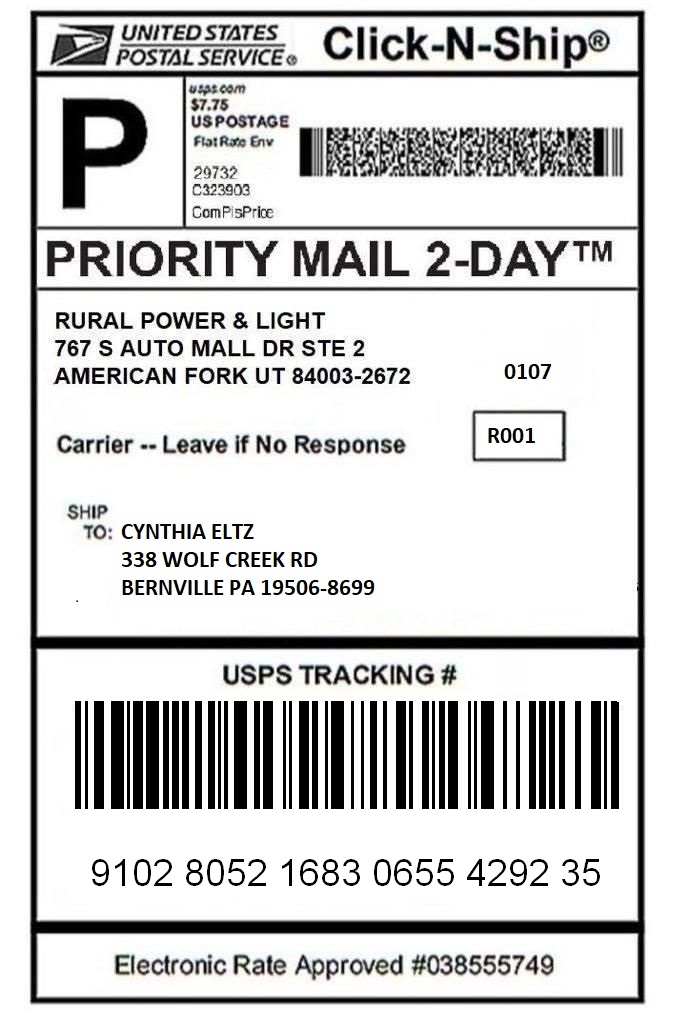 UNITED STATES
POSTAL SERVICE®
Click-N-Ship®
P
usps.com
$7.75
US POSTAGE
Flat Rate Env
29732
C323903
ComPlsPrice
PRIORITY MAIL 2-DAY™
RURAL POWER & LIGHT
767 S AUTO MALL DR STE 2
AMERICAN FORK UT 84003-2672
0107
Carrier -- Leave if No Response
R001
SHIP
TO: CYNTHIA ELTZ
338 WOLF CREEK RD
BERNVILLE PA 19506-8699
USPS TRACKING #
9102 8052 1683 0655 4292 35
Electronic Rate Approved #038555749